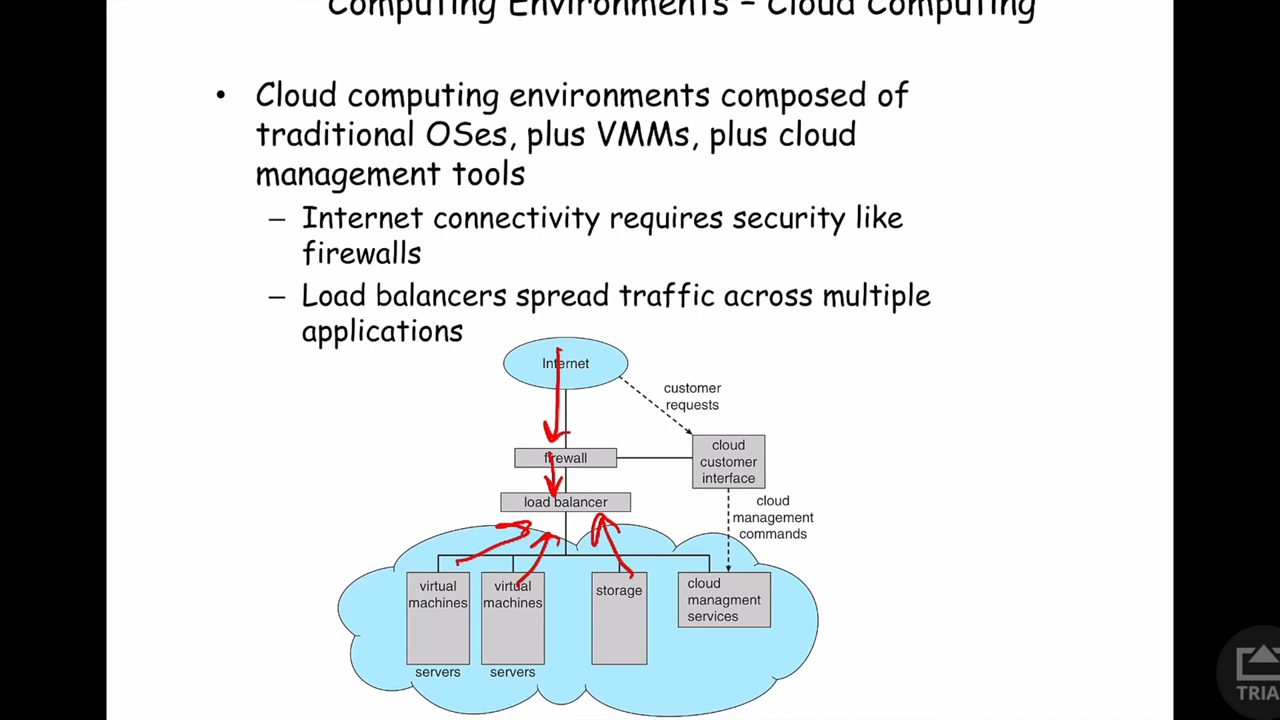 Computing Environments – Cloud Computing
• Cloud computing environments composed of
traditional OSes, plus VMMs, plus cloud
management tools
– Internet connectivity requires security like
firewalls
– Load balancers spread traffic across multiple
applications
Internet
customer
requests
firewall
cloud
customer
interface
load balancer
cloud
management
commands
virtual
machines
virtual
machines
storage
cloud
managment
services
servers
servers
TRIA